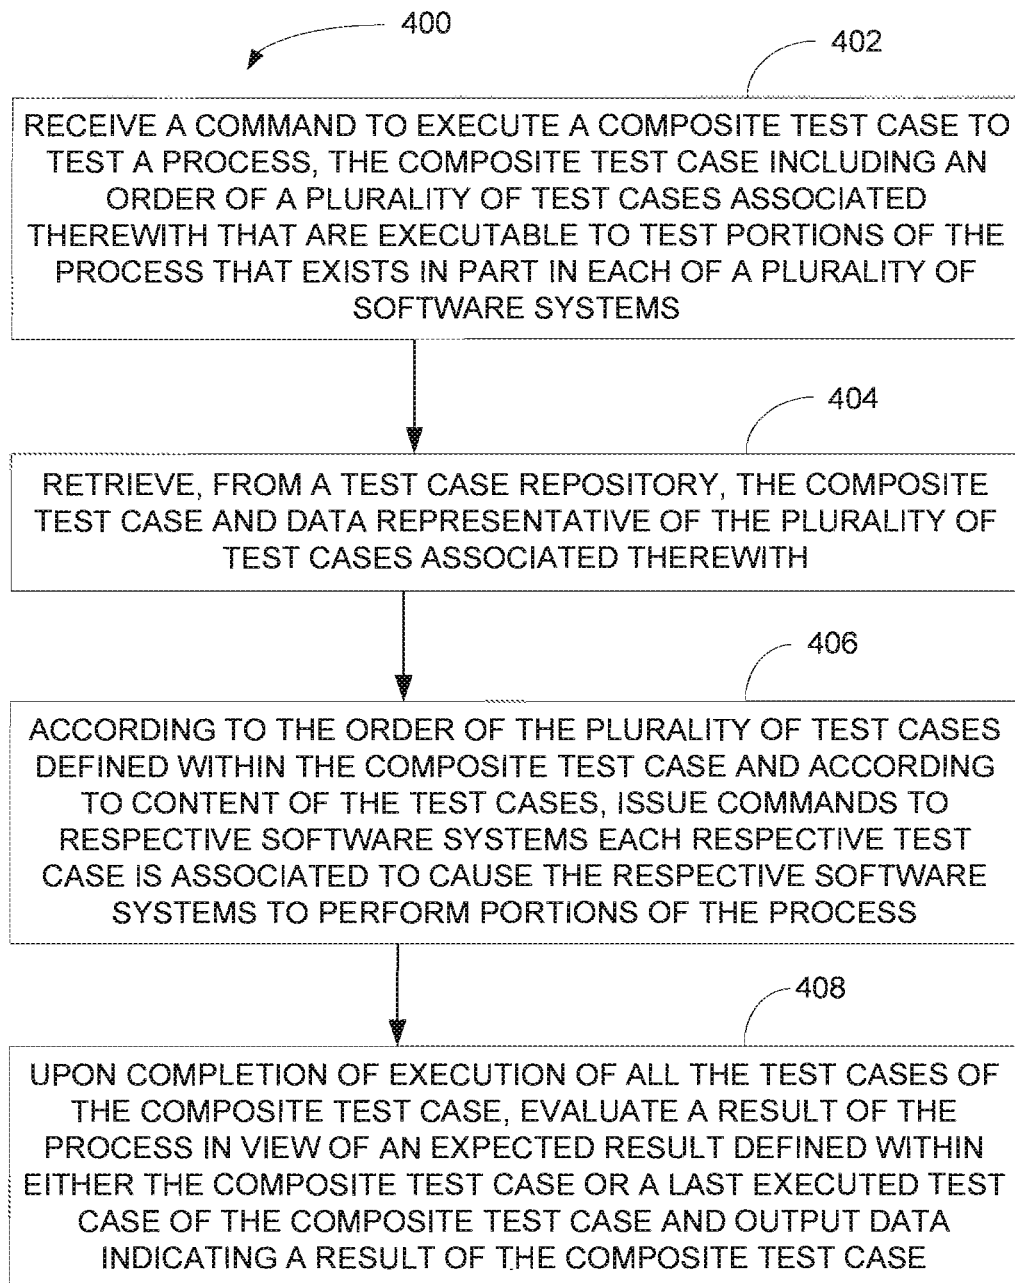 400
402
RECEIVE A COMMAND TO EXECUTE A COMPOSITE TEST CASE TO
TEST A PROCESS, THE COMPOSITE TEST CASE INCLUDING AN
ORDER OF A PLURALITY OF TEST CASES ASSOCIATED
THEREWITH THAT ARE EXECUTABLE TO TEST PORTIONS OF THE
PROCESS THAT EXISTS IN PART IN EACH OF A PLURALITY OF
SOFTWARE SYSTEMS
404
RETRIEVE, FROM A TEST CASE REPOSITORY, THE COMPOSITE
TEST CASE AND DATA REPRESENTATIVE OF THE PLURALITY OF
TEST CASES ASSOCIATED THEREWITH
406
ACCORDING TO THE ORDER OF THE PLURALITY OF TEST CASES
DEFINED WITHIN THE COMPOSITE TEST CASE AND ACCORDING
TO CONTENT OF THE TEST CASES, ISSUE COMMANDS TO
RESPECTIVE SOFTWARE SYSTEMS EACH RESPECTIVE TEST
CASE IS ASSOCIATED TO CAUSE THE RESPECTIVE SOFTWARE
SYSTEMS TO PERFORM PORTIONS OF THE PROCESS
408
UPON COMPLETION OF EXECUTION OF ALL THE TEST CASES OF
THE COMPOSITE TEST CASE, EVALUATE A RESULT OF THE
PROCESS IN VIEW OF AN EXPECTED RESULT DEFINED WITHIN
EITHER THE COMPOSITE TEST CASE OR A LAST EXECUTED TEST
CASE OF THE COMPOSITE TEST CASE AND OUTPUT DATA
INDICATING A RESULT OF THE COMPOSITE TEST CASE